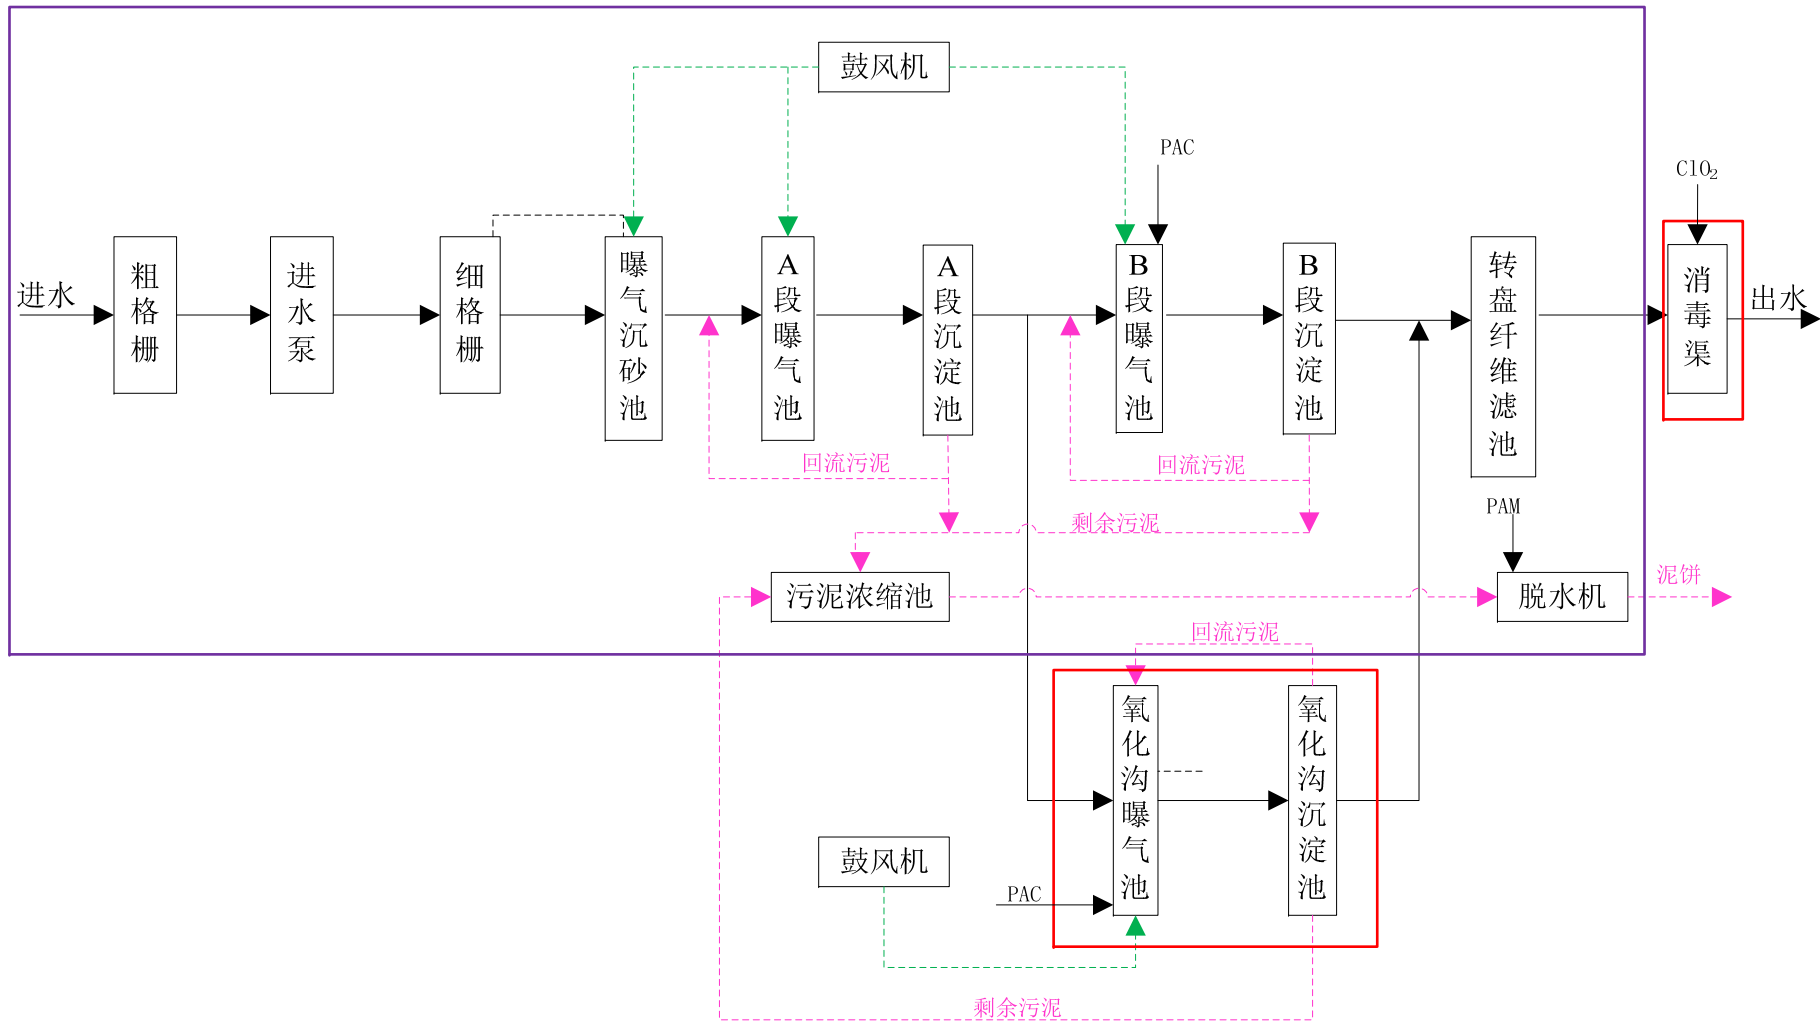 鼓风机
PAC
ClO₂
进水
粗格栅
进水泵
细格栅
曝气沉砂池
A段曝气池
A段沉淀池
B段曝气池
B段沉淀池
转盘纤维滤池
消毒渠
出水
回流污泥
回流污泥
剩余污泥
PAM
污泥浓缩池
脱水机
泥饼
回流污泥
氧化沟曝气池
氧化沟沉淀池
鼓风机
PAC
剩余污泥